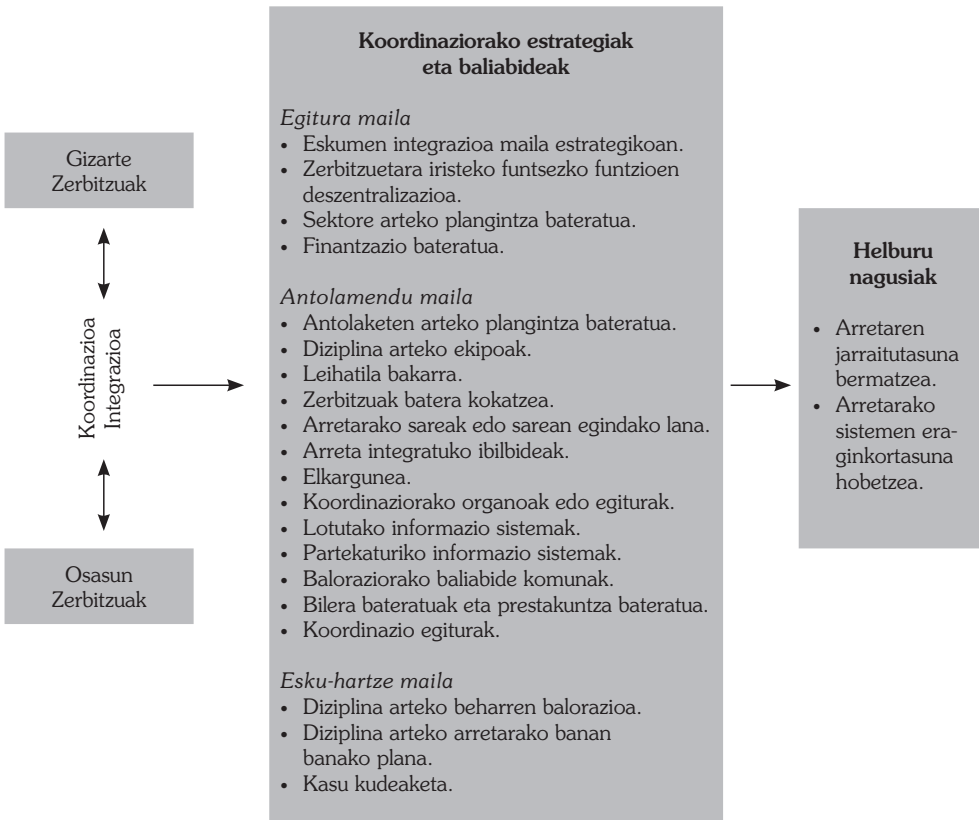 Gizarte
Zerbitzuak
Koordinazioa
Integrazioa
Osasun
Zerbitzuak
Koordinaziorako estrategiak
eta baliabideak
Egitura maila
• Eskumen integrazioa maila estrategikoan.
• Zerbitzuetara iristeko funtsezko funtzioen
deszentralizazioa.
• Sektore arteko plangintza bateratua.
• Finantzazio bateratua.
Antolamendu maila
• Antolaketen arteko plangintza bateratua.
• Diziplina arteko ekipoak.
• Leihatila bakarra.
• Zerbitzuak batera kokatzea.
• Arretarako sareak edo sarean egindako lana.
• Arreta integratuko ibilbideak.
• Elkargunea.
• Koordinaziorako organoak edo egiturak.
• Lotutako informazio sistemak.
• Partekaturiko informazio sistemak.
• Baloraziorako baliabide komunak.
• Bilera bateratuak eta prestakuntza bateratua.
• Koordinazio egiturak.
Esku-hartze maila
• Diziplina arteko beharren balorazioa.
• Diziplina arteko arretarako banan
banako plana.
• Kasu kudeaketa.
Helburu
nagusiak
• Arretaren
jarraitutasuna
bermatzea.
• Arretarako
sistemen era-
ginkortasuna
hobetzea.